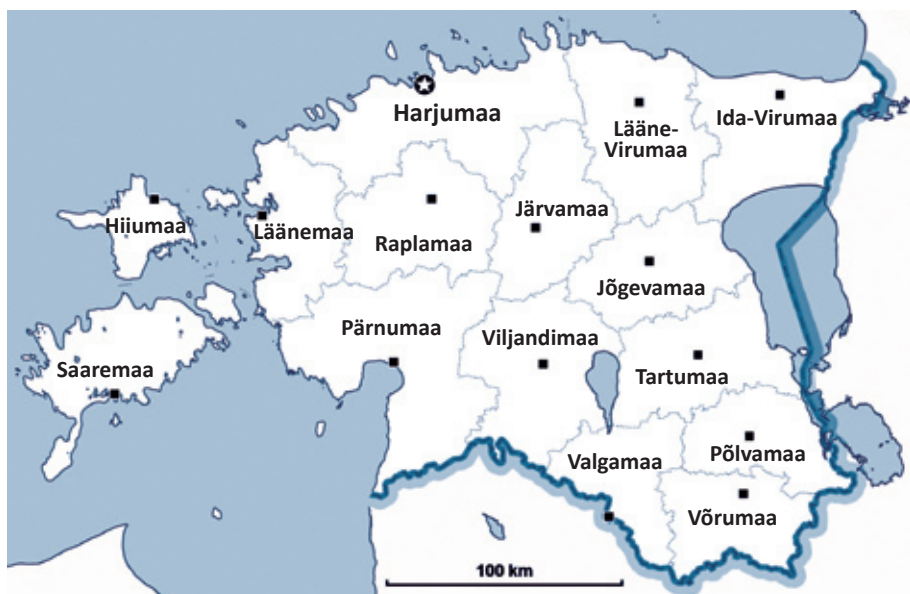 Harjumaa
Lääne-
Virumaa
Ida-Virumaa
Hiiumaa
Läänemaa
Raplamaa
Järvamaa
Jõgevamaa
Pärnumaa
Viljandimaa
Saaremaa
Tartumaa
Valgamaa
Põlvamaa
Võrumaa
100 km